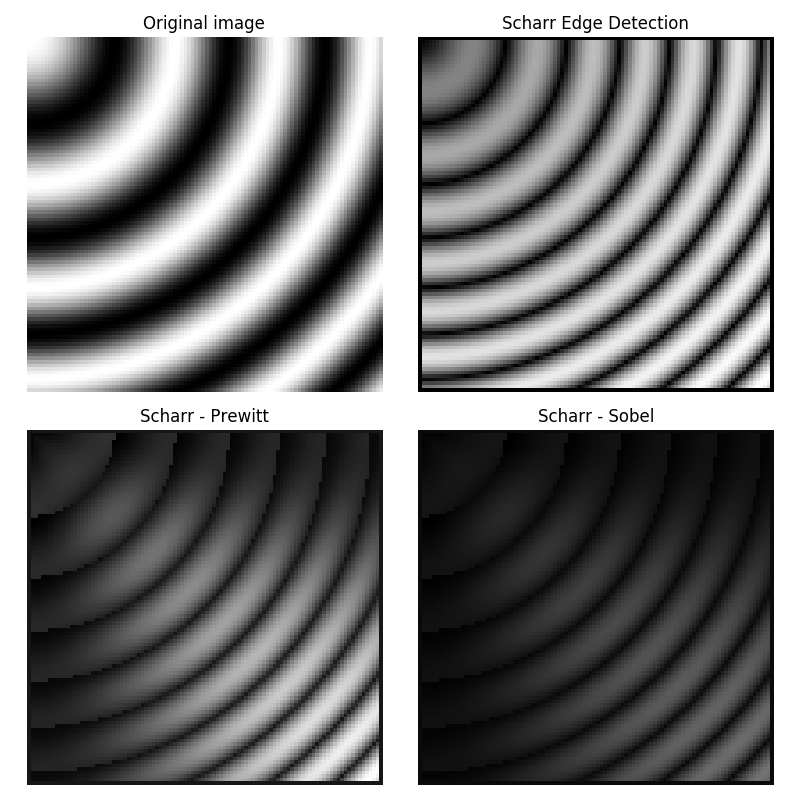 Original image
Scharr Edge Detection
Scharr - Prewitt
Scharr - Sobel